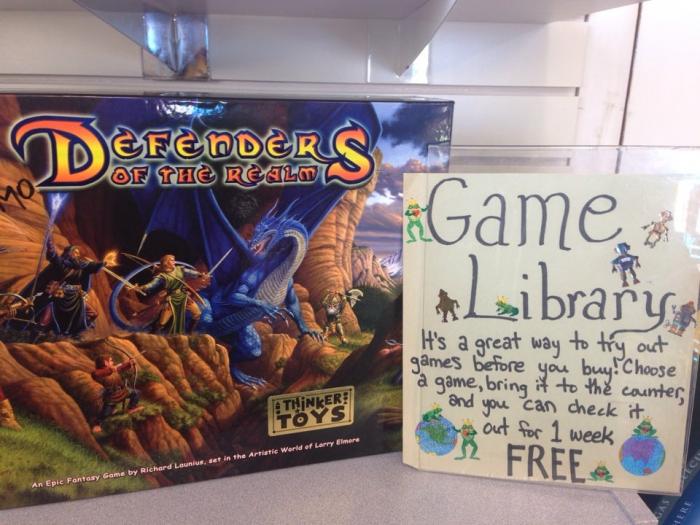 MO
DEFENDERS
OF THE REALM
THINKER
TOYS
An Epic Fantasy Game by Richard Launius, set in the Artistic World of Larry Elmore
Game
Library
It's a great way to try out
games before you buy! Choose
a game, bring it to the counter,
and you can check it
out for 1 week
FREE